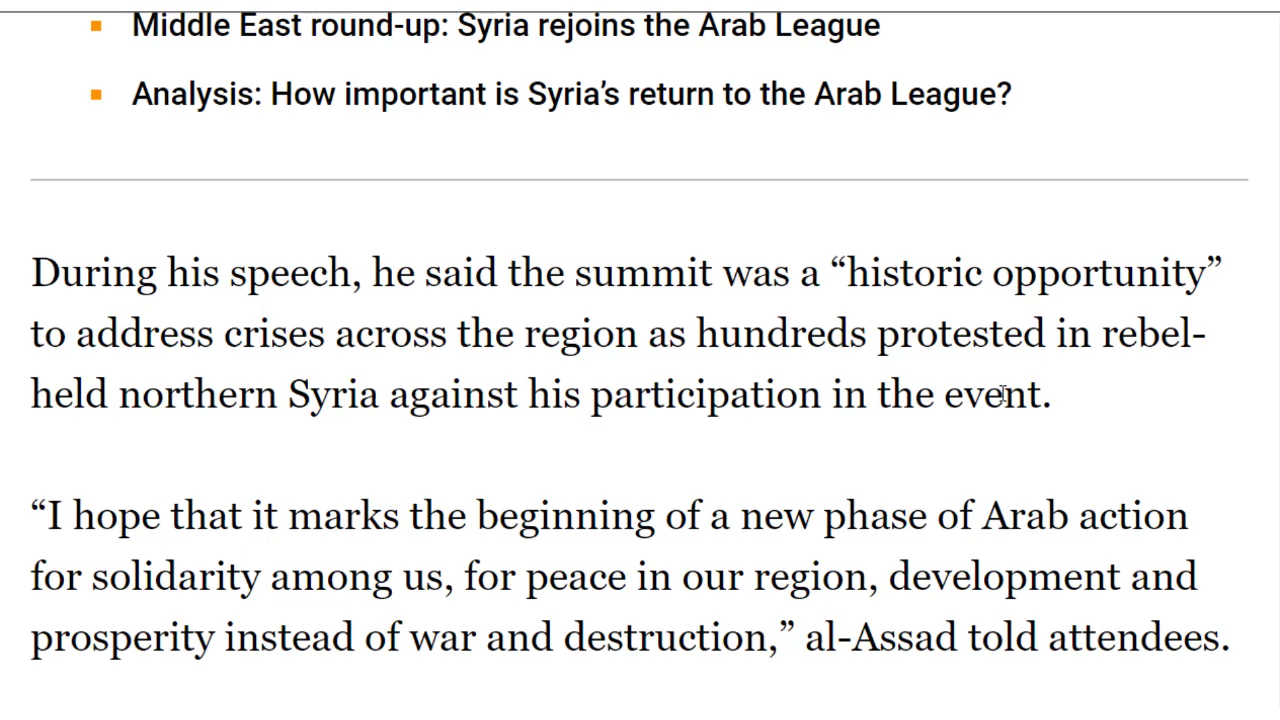 Middle East round-up: Syria rejoins the Arab League
Analysis: How important is Syria’s return to the Arab League?
During his speech, he said the summit was a “historic opportunity”
to address crises across the region as hundreds protested in rebel-
held northern Syria against his participation in the event.
“I hope that it marks the beginning of a new phase of Arab action
for solidarity among us, for peace in our region, development and
prosperity instead of war and destruction,” al-Assad told attendees.